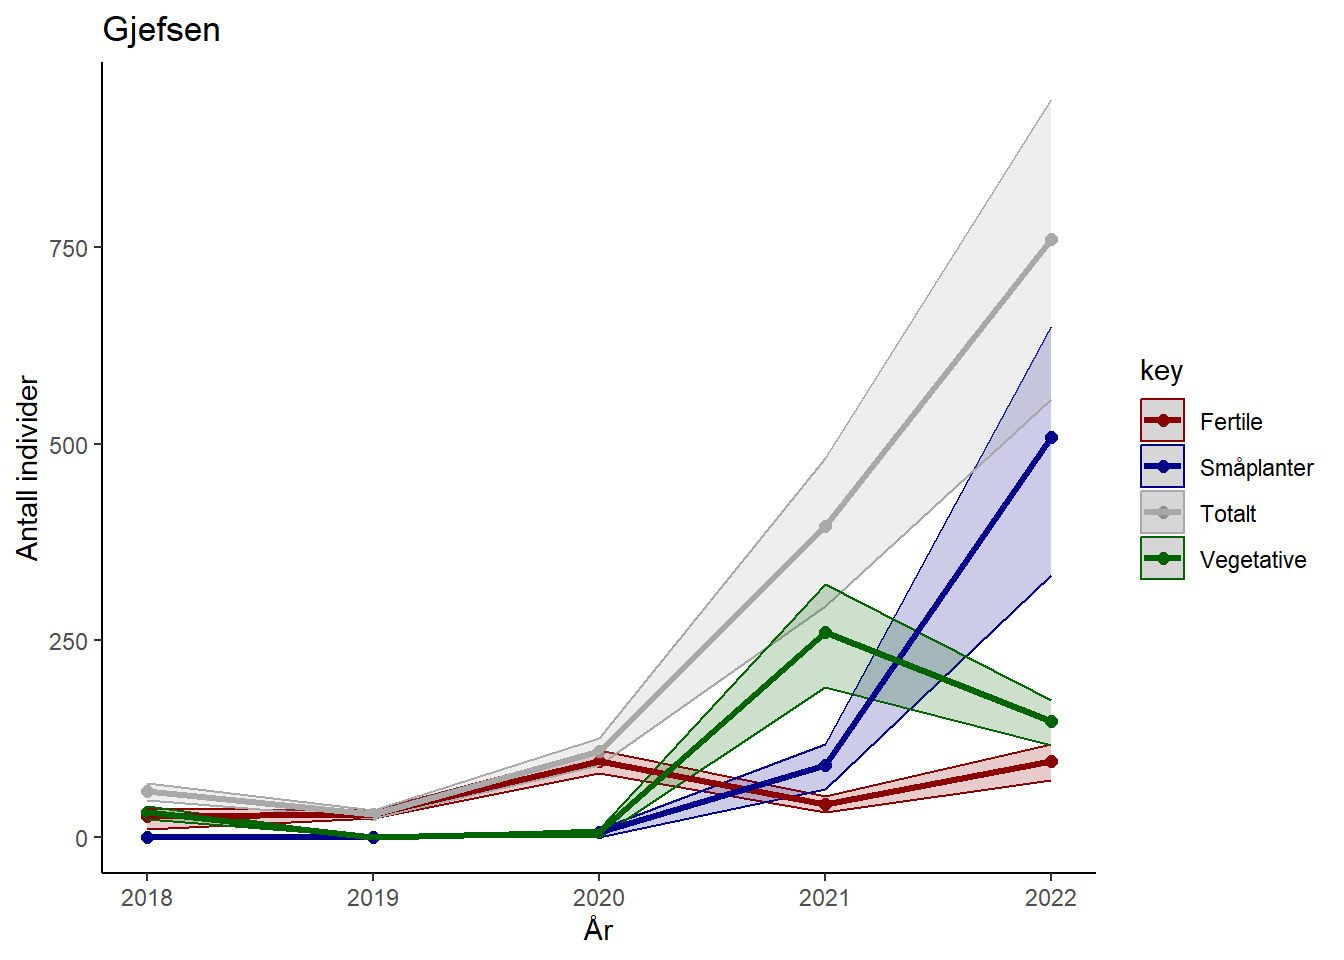 Gjefsen
Antall individer
750
500
250
0
2018 2019 2020 2021 2022
År
key
Fertile
Småplanter
Totalt
Vegetative